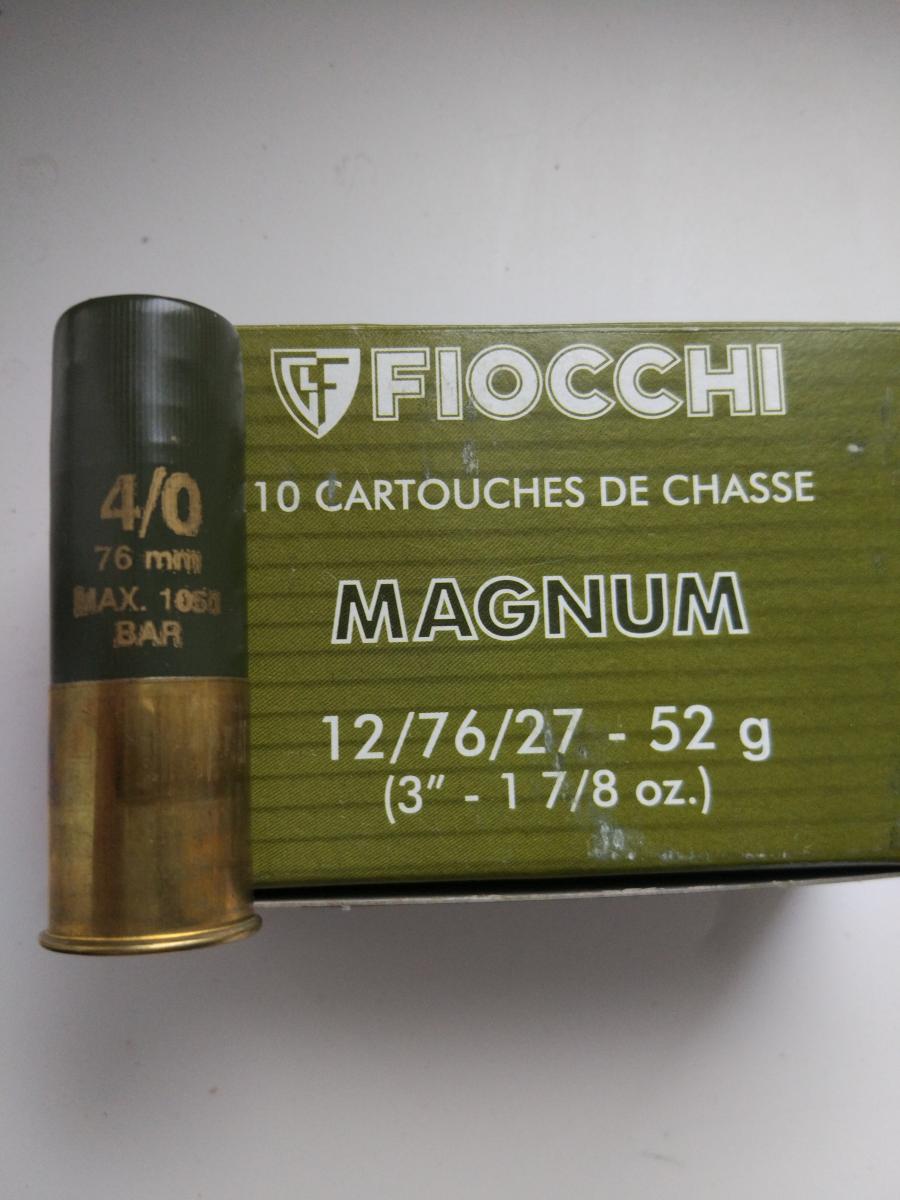 4/0
76 mm
MAX. 1050
BAR
FIOCCHI
10 CARTOUCHES DE CHASSE
MAGNUM
12/76/27 - 52 g
(3" - 1 7/8 oz.)